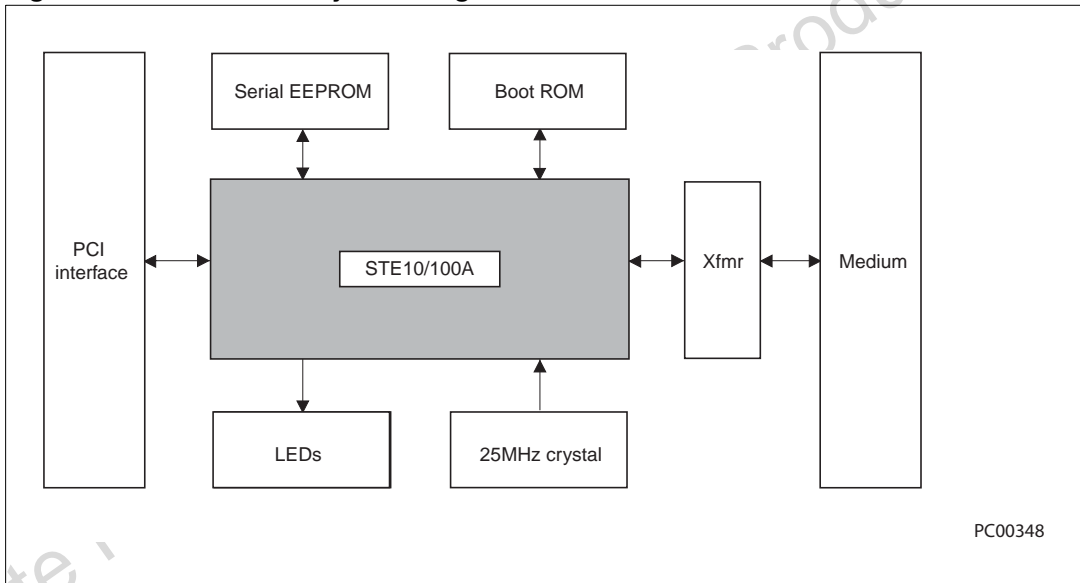 Serial EEPROM
Boot ROM
PCI
interface
STE10/100A
Xfmr
Medium
LEDs
25MHz crystal
PC00348